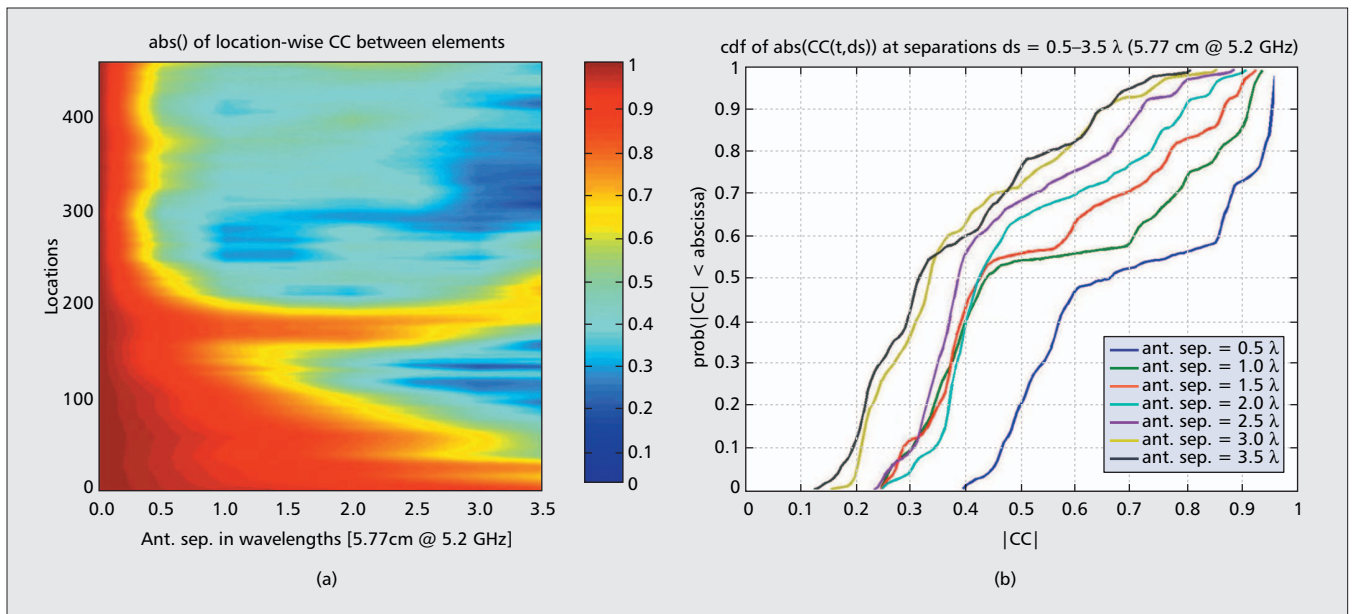 abs() of location-wise CC between elements
Locations
400
300
200
100
0
0.0 0.5 1.0 1.5 2.0 2.5 3.0 3.5
Ant. sep. in wavelengths [5.77cm @ 5.2 GHz]
1
0.9
0.8
0.7
0.6
0.5
0.4
0.3
0.2
0.1
0
(a)
cdf of abs(CC(t,ds)) at separations ds = 0.5–3.5 λ (5.77 cm @ 5.2 GHz)
prob(|CC| < abscissa)
1
0.9
0.8
0.7
0.6
0.5
0.4
0.3
0.2
0.1
0
0 0.1 0.2 0.3 0.4 0.5 0.6 0.7 0.8 0.9 1
|CC|
ant. sep. = 0.5 λ
ant. sep. = 1.0 λ
ant. sep. = 1.5 λ
ant. sep. = 2.0 λ
ant. sep. = 2.5 λ
ant. sep. = 3.0 λ
ant. sep. = 3.5 λ
(b)